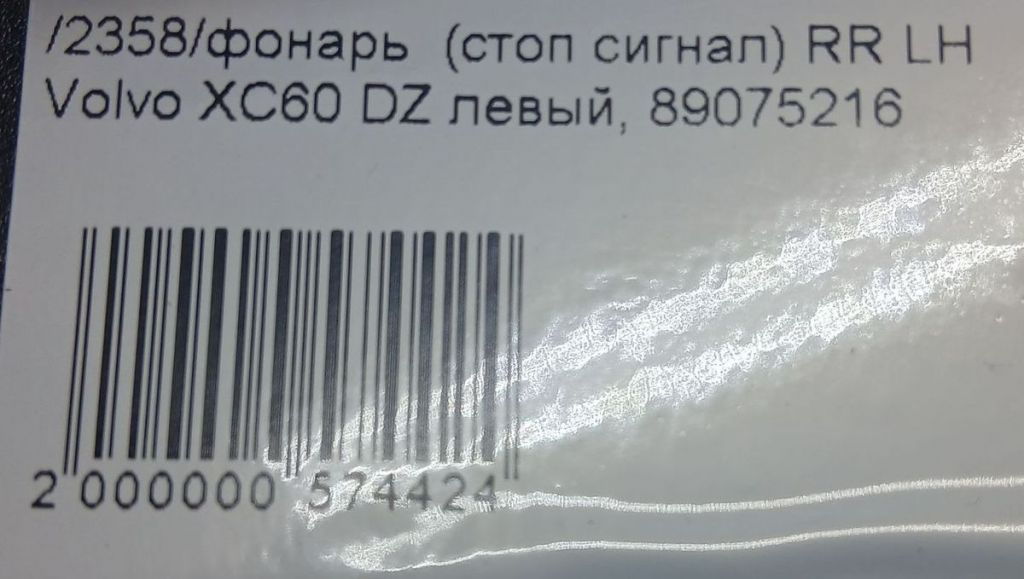 /2358/фонарь (стоп сигнал) RR LH
Volvo XC60 DZ левый, 89075216
2 000000 574424